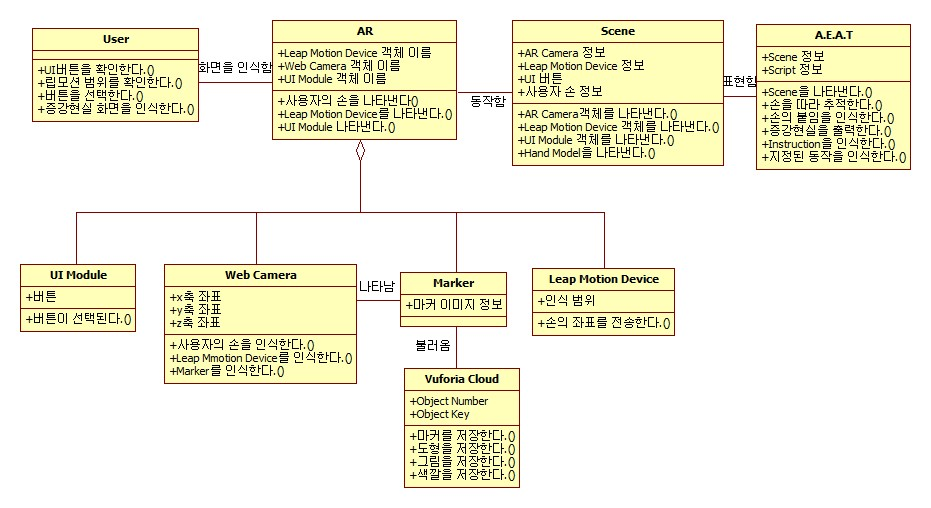 User
+UI버튼을 확인한다.()
+립모션 범위를 확인한다.()
+버튼을 선택한다.()
+증강현실 화면을 인식한다.()
화면을 인식함
AR
+Leap Motion Device 객체 이름
+Web Camera 객체 이름
+UI Module 객체 이름
+사용자의 손을 나타낸다()
+Leap Motion Device를 나타낸다.()
+UI Module 나타낸다.()
동작함
Scene
+AR Camera 정보
+Leap Motion Device 정보
+UI 버튼
+사용자 손 정보
+AR Camera객체를 나타낸다.()
+Leap Motion Device 객체를 나타낸다.()
+UI Module 객체를 나타낸다.()
+Hand Model을 나타낸다.()
표현함
A.E.A.T
+Scene 정보
+Script 정보
+Scene을 나타낸다.()
+손을 따라 추적한다.()
+손의 붙임을 인식한다.()
+증강현실을 출력한다.()
+Instruction을 인식한다.()
+지정된 동작을 인식한다.()
UI Module
+버튼
+버튼이 선택된다.()
Web Camera
+x축 좌표
+y축 좌표
+z축 좌표
+사용자의 손을 인식한다.()
+Leap Mmotion Device를 인식한다.()
+Marker를 인식한다.()
나타남
Marker
+마커 이미지 정보
Leap Motion Device
+인식 범위
+손의 좌표를 전송한다.()
불러옴
Vuforia Cloud
+Object Number
+Object Key
+마커를 저장한다.()
+도형을 저장한다.()
+그림을 저장한다.()
+색깔을 저장한다.()